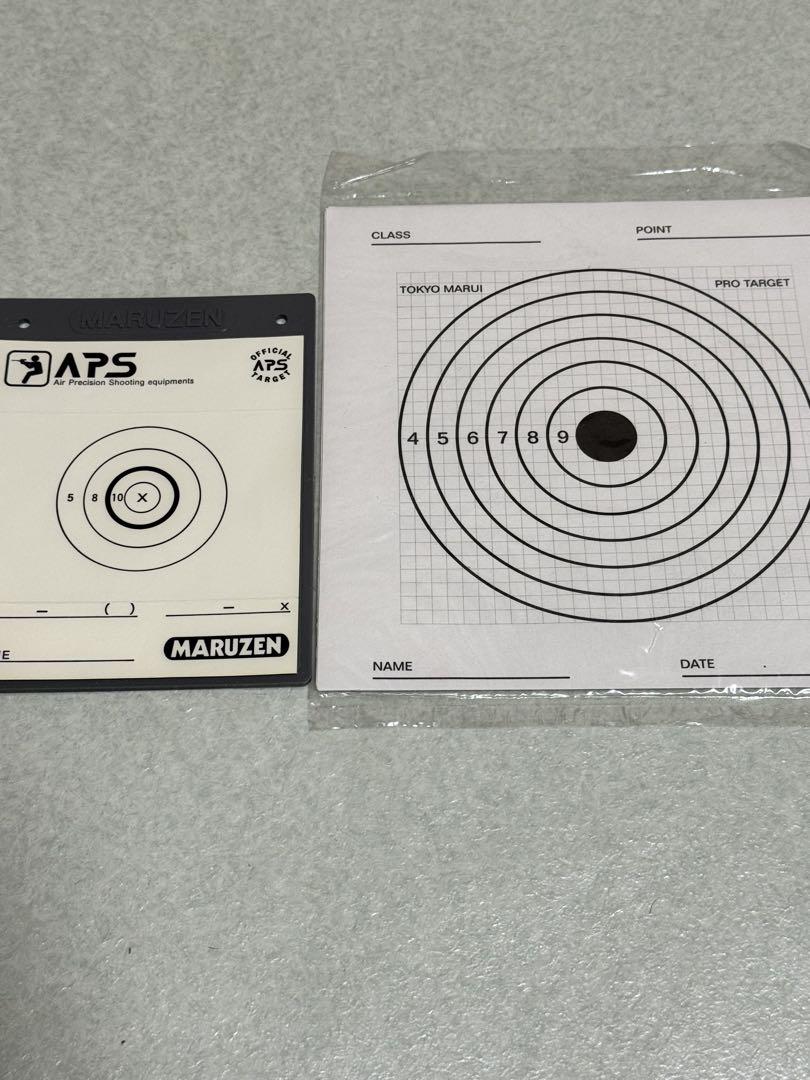 MARUZEN
APS
Air Precision Shooting equipments
OFFICIAL
APS
TARGET
5 8 10 X
– ( ) – X
E
MARUZEN
CLASS POINT
TOKYO MARUI PRO TARGET
4 5 6 7 8 9
NAME DATE .